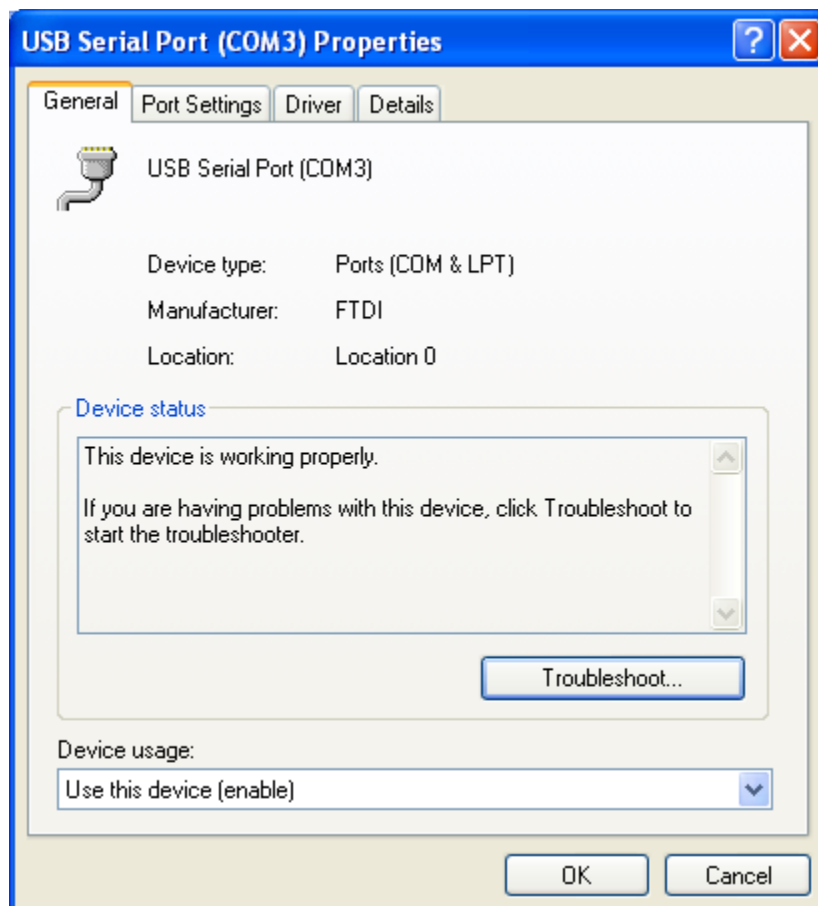 USB Serial Port (COM3) Properties
?
General Port Settings Driver Details
USB Serial Port (COM3)
Device type: Ports (COM & LPT)
Manufacturer: FTDI
Location: Location 0
Device status
This device is working properly.
If you are having problems with this device, click Troubleshoot to
start the troubleshooter.
Troubleshoot...
Device usage:
Use this device (enable)
OK Cancel